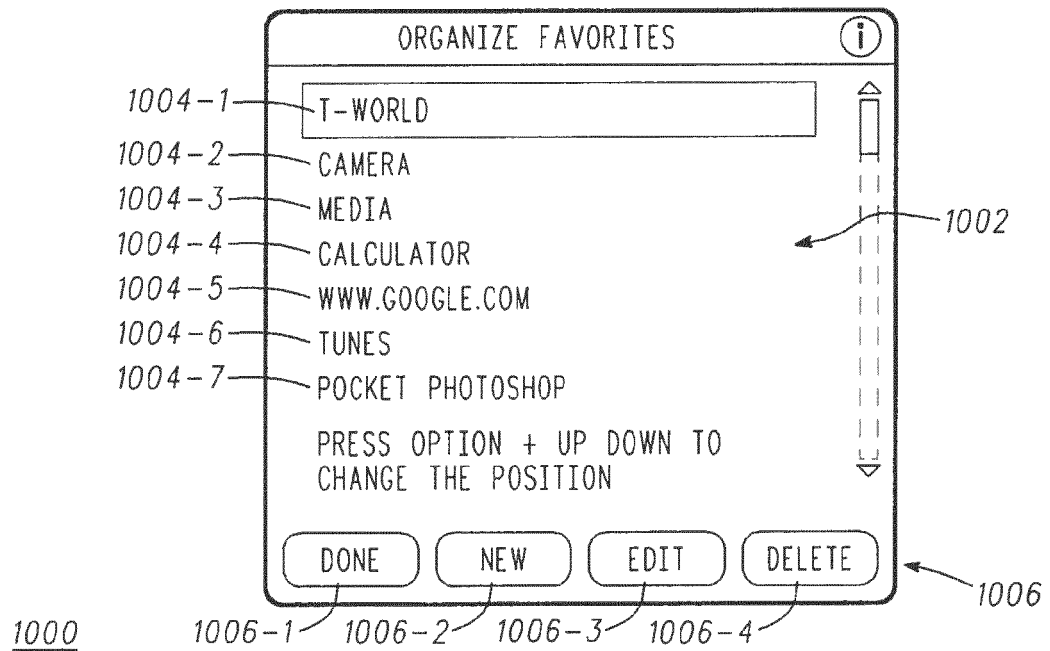 ORGANIZE FAVORITES i
1004-1 T-WORLD
1004-2 CAMERA
1004-3 MEDIA
1002
1004-4 CALCULATOR
1004-5 WWW.GOOGLE.COM
1004-6 TUNES
1004-7 POCKET PHOTOSHOP
PRESS OPTION + UP DOWN TO
CHANGE THE POSITION
DONE NEW EDIT DELETE
1006
1000 1006-1 1006-2 1006-3 1006-4